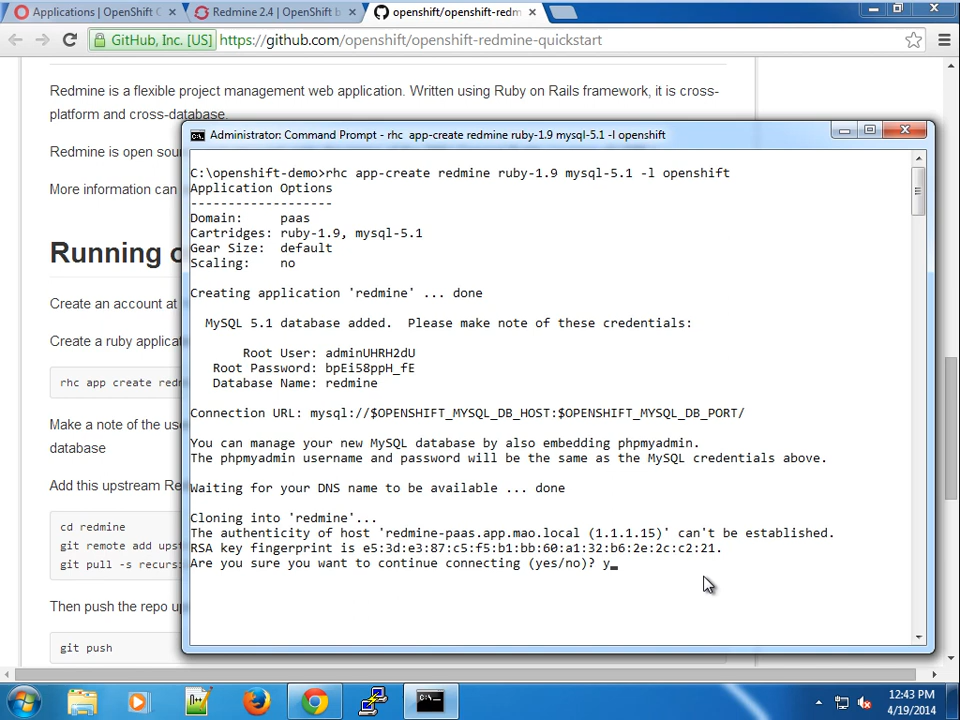 Applications | OpenShift O
Redmine 2.4 | OpenShift b
openshift/openshift-redm
GitHub, Inc. [US]
https://github.com/openshift/openshift-redmine-quickstart
Redmine is a flexible project management web application. Written using Ruby on Rails framework, it is cross-
platform and cross-database.
Redmine is open sour
More information can
Running o
Create an account at
Create a ruby applicat
rhc app create redm
Make a note of the use
database
Add this upstream Re
cd redmine
git remote add upst
git pull -s recursi
Then push the repo up
git push
Administrator: Command Prompt - rhc app-create redmine ruby-1.9 mysql-5.1 -l openshift
C:\openshift-demo>rhc app-create redmine ruby-1.9 mysql-5.1 -l openshift
Application Options
-------------------
Domain: paas
Cartridges: ruby-1.9, mysql-5.1
Gear Size: default
Scaling: no
Creating application 'redmine' ... done
MySQL 5.1 database added. Please make note of these credentials:
Root User: adminUHRH2dU
Root Password: bpEi58ppH_fE
Database Name: redmine
Connection URL: mysql://$OPENSHIFT_MYSQL_DB_HOST:$OPENSHIFT_MYSQL_DB_PORT/
You can manage your new MySQL database by also embedding phpmyadmin.
The phpmyadmin username and password will be the same as the MySQL credentials above.
Waiting for your DNS name to be available ... done
Cloning into 'redmine'...
The authenticity of host 'redmine-paas.app.mao.local (1.1.1.15)' can't be established.
RSA key fingerprint is e5:3d:e3:87:c5:f5:b1:bb:60:a1:32:b6:2e:2c:c2:21.
Are you sure you want to continue connecting (yes/no)? y_
12:43 PM
4/19/2014